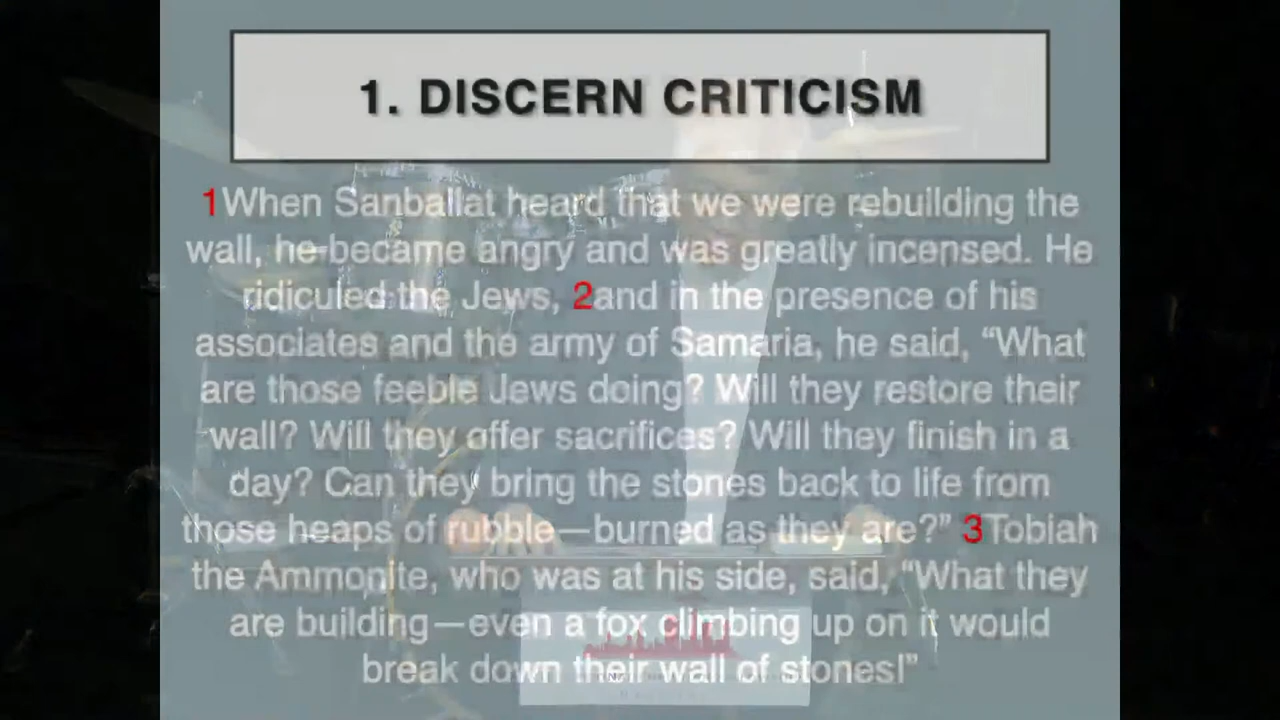 1. DISCERN CRITICISM
1When Sanballat heard that we were rebuilding the
wall, he became angry and was greatly incensed. He
ridiculed the Jews, 2and in the presence of his
associates and the army of Samaria, he said, “What
are those feeble Jews doing? Will they restore their
wall? Will they offer sacrifices? Will they finish in a
day? Can they bring the stones back to life from
those heaps of rubble—burned as they are?” 3Tobiah
the Ammonite, who was at his side, said, “What they
are building—even a fox climbing up on it would
break down their wall of stones!”